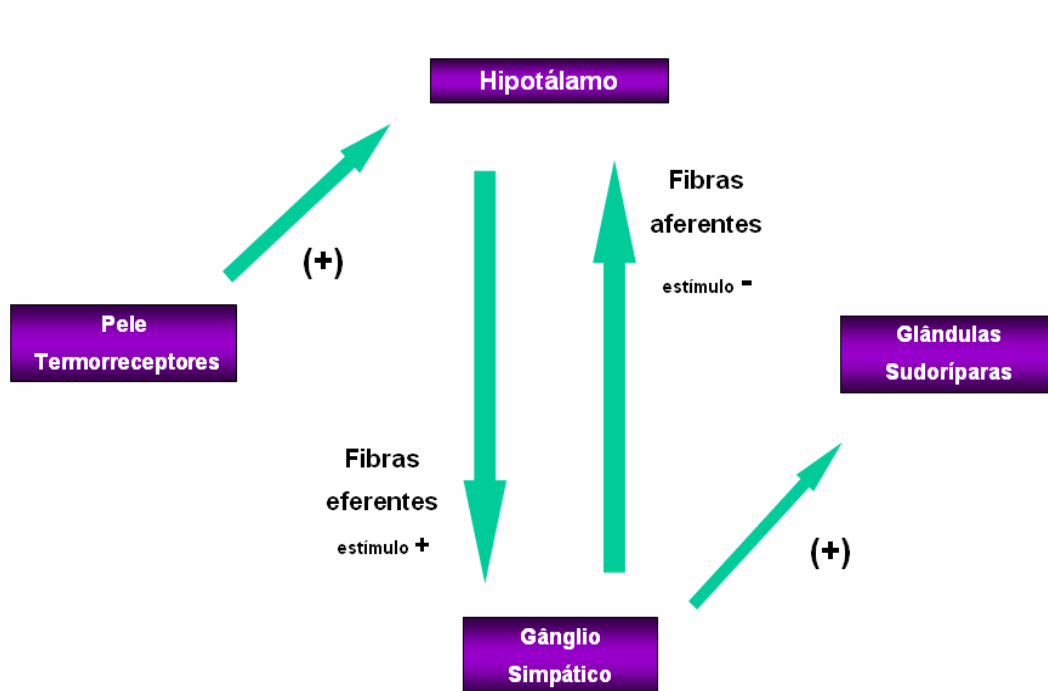 Hipotálamo
Fibras
aferentes
estímulo -
(+)
Pele
Termorreceptores
Glândulas
Sudoríparas
Fibras
eferentes
estímulo +
(+)
Gânglio
Simpático